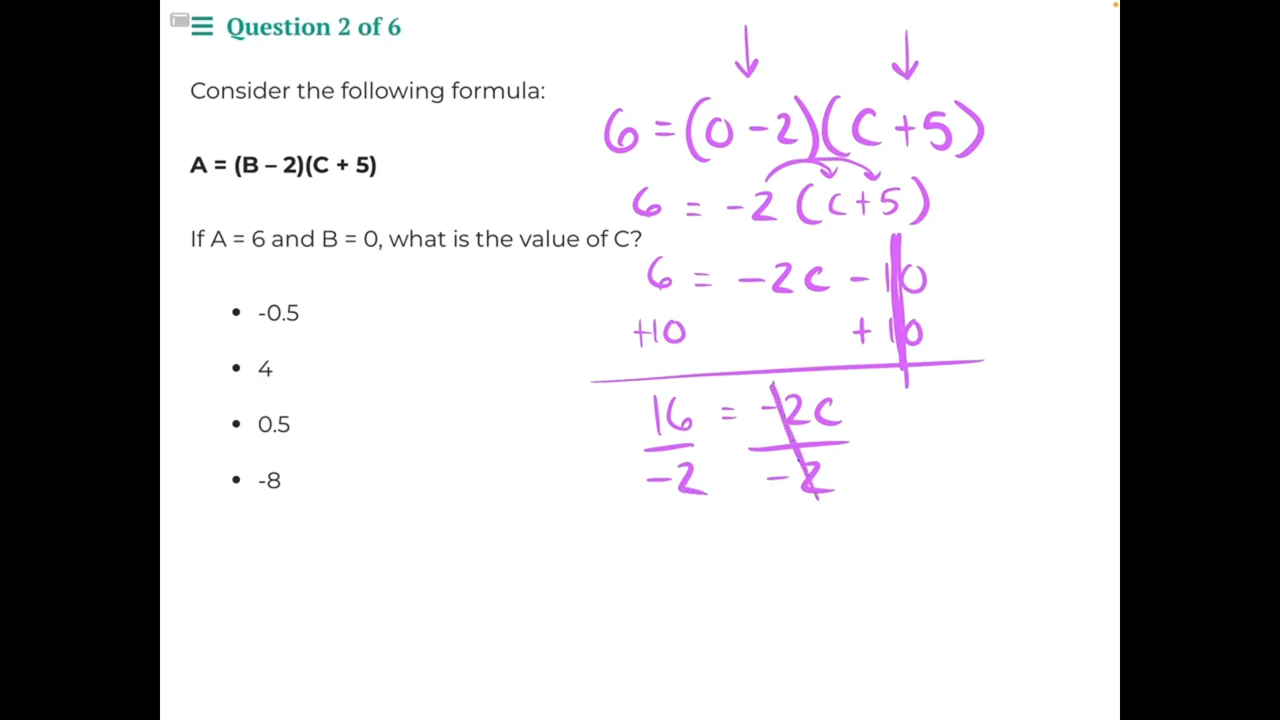 Question 2 of 6
Consider the following formula:
A = (B – 2)(C + 5)
If A = 6 and B = 0, what is the value of C?
• -0.5
• 4
• 0.5
• -8
6 = (0 - 2)(C + 5)
6 = -2 (C + 5)
6 = -2C - 10
+10 + 10
16 = -2C
-2 -2